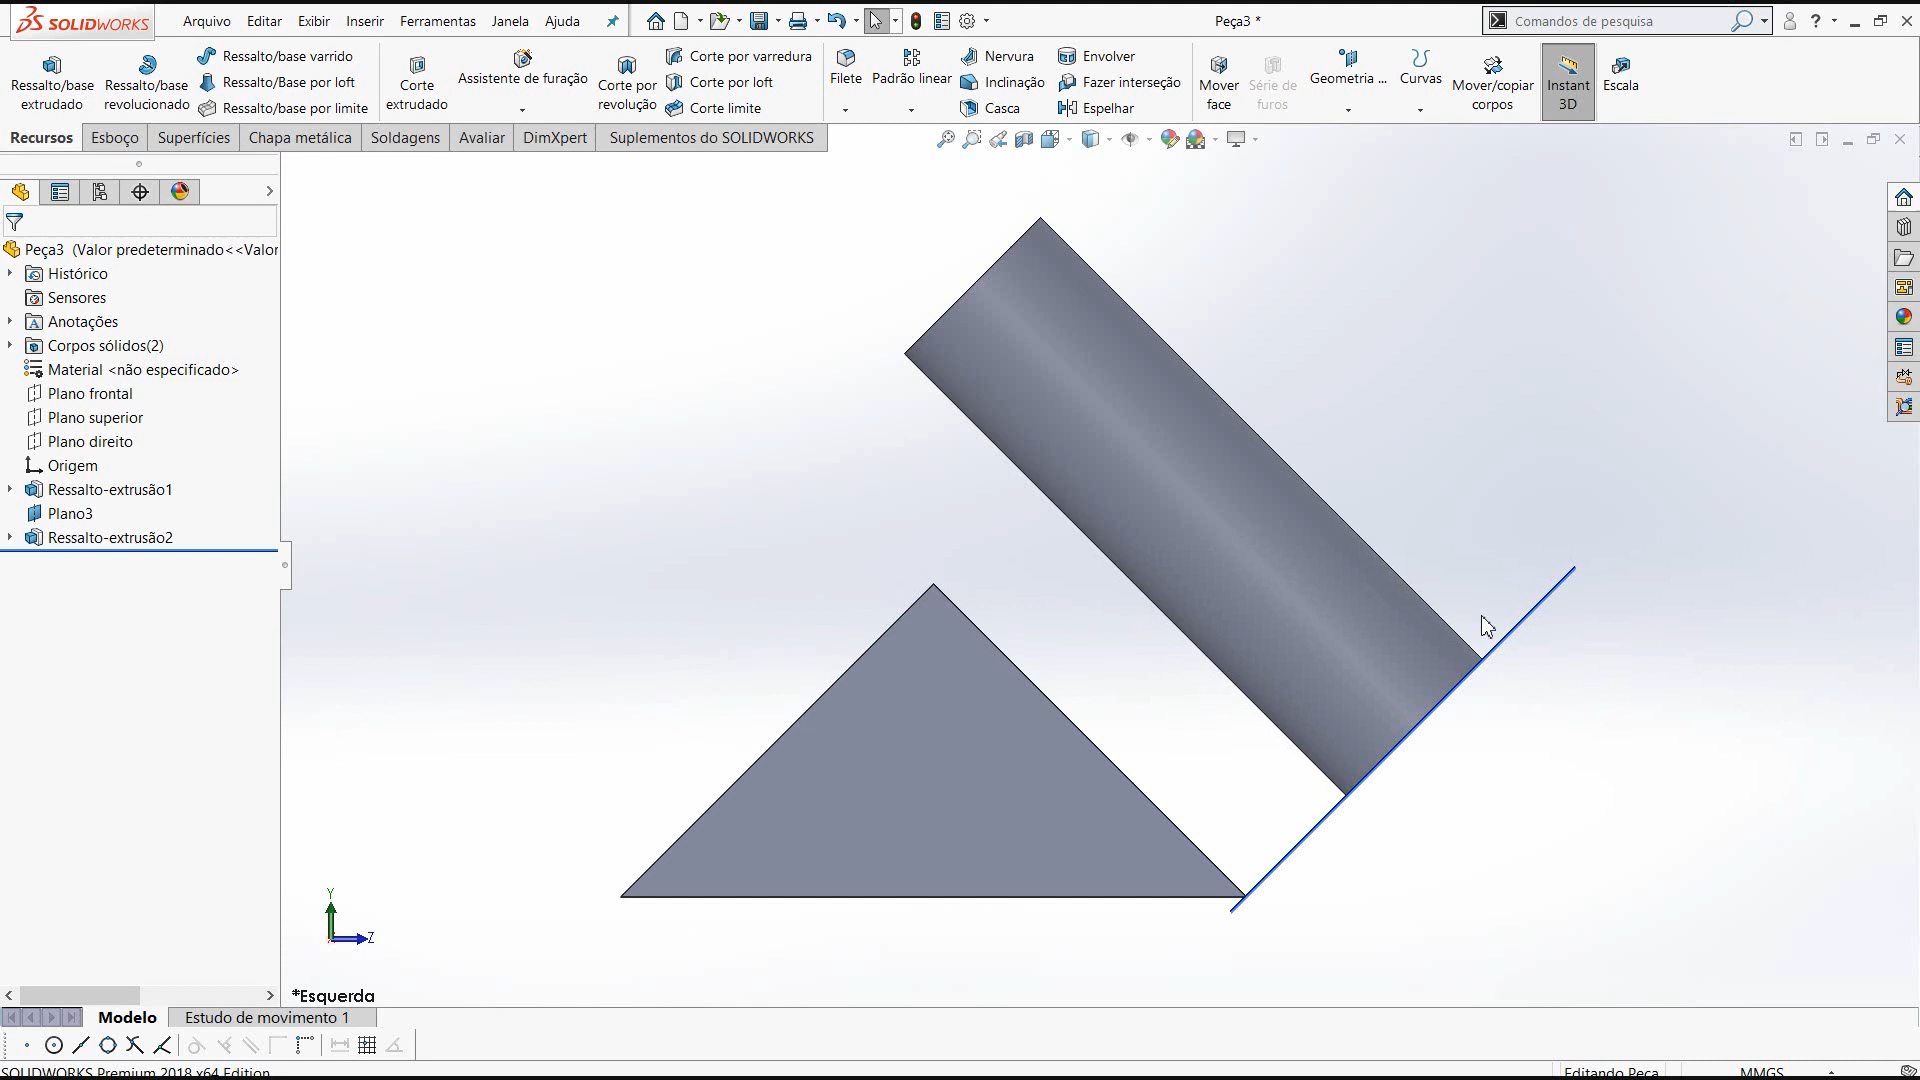 SOLIDWORKS Arquivo Editar Exibir Inserir Ferramentas Janela Ajuda Peça3 * Comandos de pesquisa ?
Ressalto/base extrudado
Ressalto/base revolucionado
Ressalto/base varrido
Ressalto/Base por loft
Ressalto/base por limite
Corte extrudado
Assistente de furação
Corte por revolução
Corte por varredura
Corte por loft
Corte limite
Filete
Padrão linear
Nervura
Inclinação
Casca
Envolver
Fazer interseção
Espelhar
Mover face
Série de furos
Geometria ...
Curvas
Mover/copiar corpos
Instant 3D
Escala
Recursos Esboço Superfícies Chapa metálica Soldagens Avaliar DimXpert Suplementos do SOLIDWORKS
Peça3 (Valor predeterminado<<Valor
Histórico
Sensores
Anotações
Corpos sólidos(2)
Material <não especificado>
Plano frontal
Plano superior
Plano direito
Origem
Ressalto-extrusão1
Plano3
Ressalto-extrusão2
Y
Z
*Esquerda
Modelo Estudo de movimento 1
SOLIDWORKS Premium 2018 x64 Edition Editando Peça MMGS